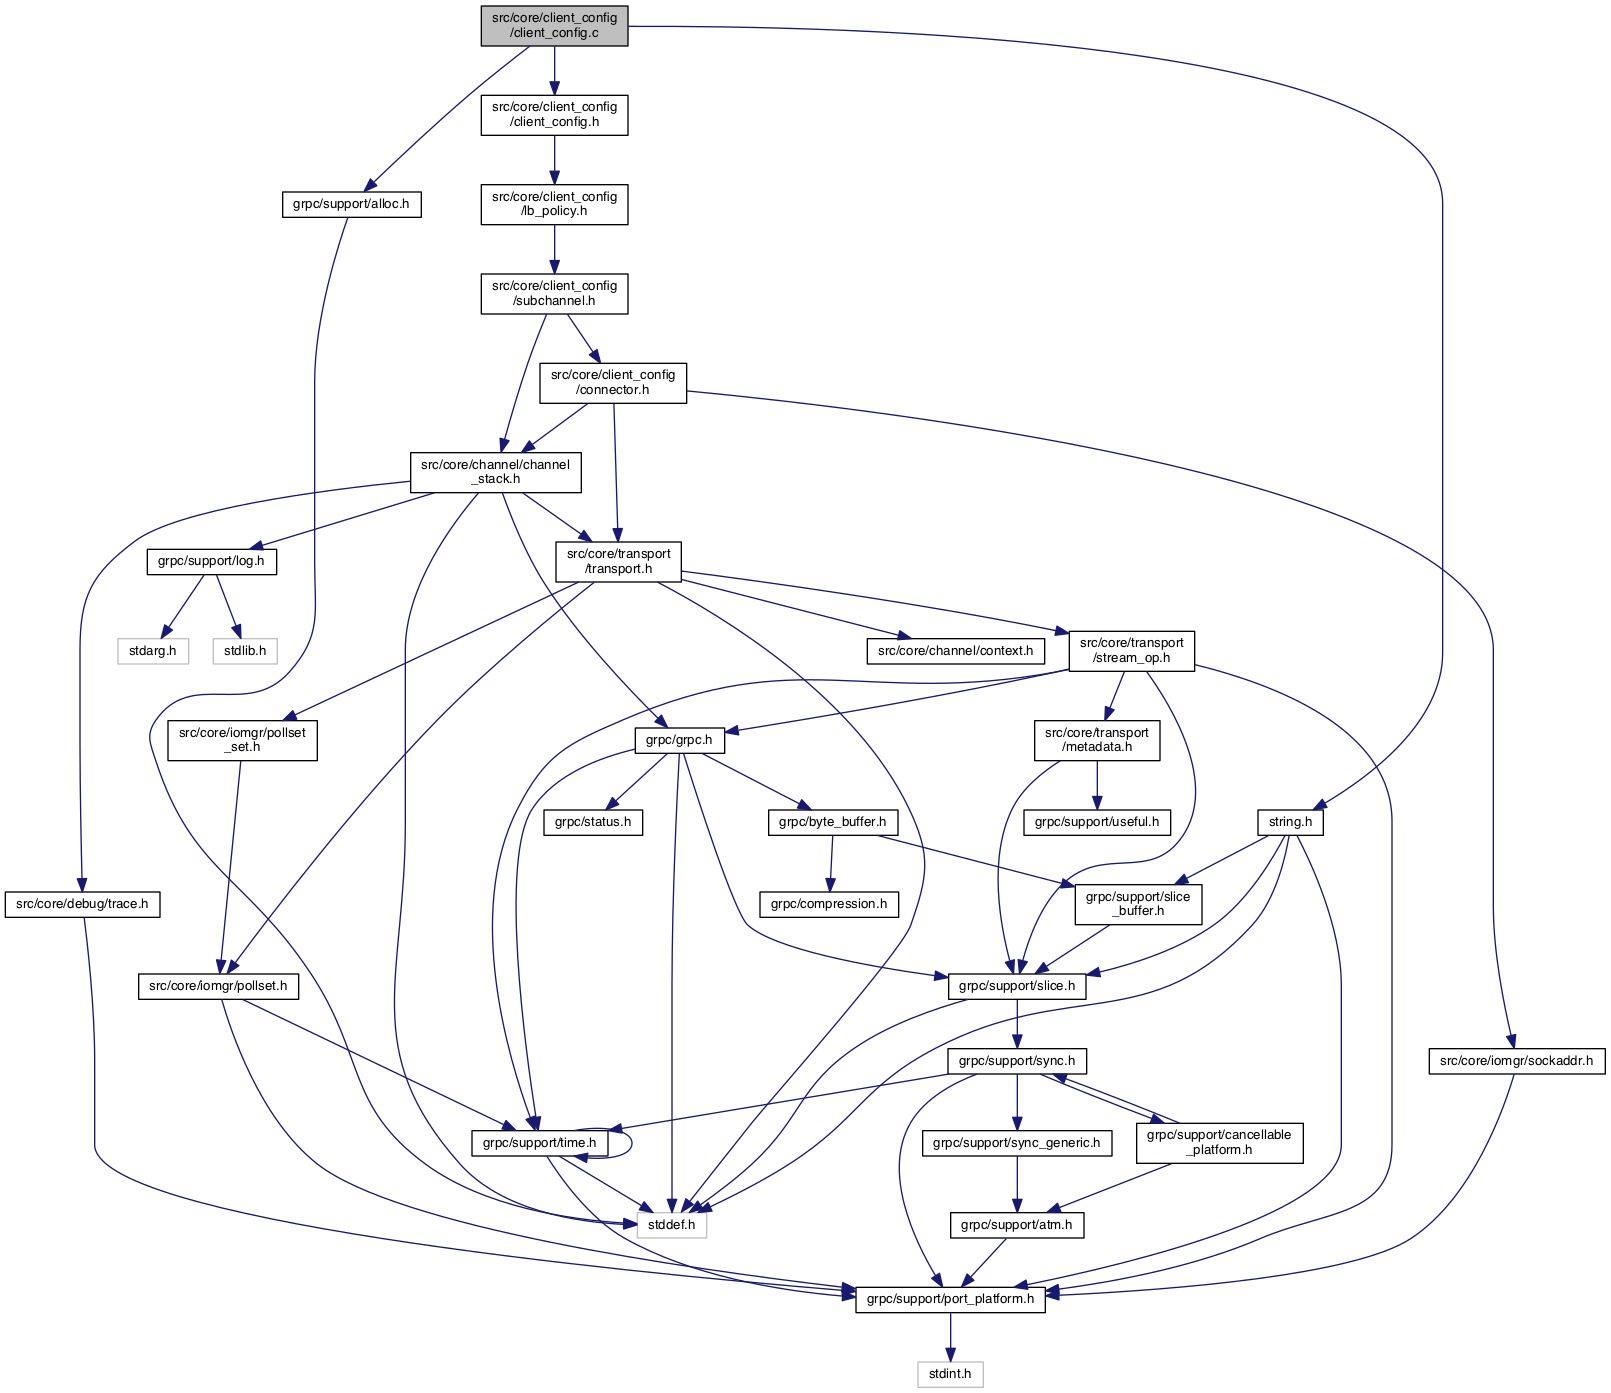 src/core/client_config
/client_config.c
src/core/client_config
/client_config.h
src/core/client_config
/lb_policy.h
grpc/support/alloc.h
src/core/client_config
/subchannel.h
src/core/client_config
/connector.h
src/core/channel/channel
_stack.h
grpc/support/log.h
src/core/transport
/transport.h
stdarg.h
stdlib.h
src/core/channel/context.h
src/core/transport
/stream_op.h
src/core/iomgr/pollset
_set.h
grpc/grpc.h
src/core/transport
/metadata.h
grpc/status.h
grpc/byte_buffer.h
grpc/support/useful.h
string.h
src/core/debug/trace.h
grpc/compression.h
grpc/support/slice
_buffer.h
src/core/iomgr/pollset.h
grpc/support/slice.h
grpc/support/sync.h
src/core/iomgr/sockaddr.h
grpc/support/time.h
grpc/support/sync_generic.h
grpc/support/cancellable
_platform.h
stddef.h
grpc/support/atm.h
grpc/support/port_platform.h
stdint.h